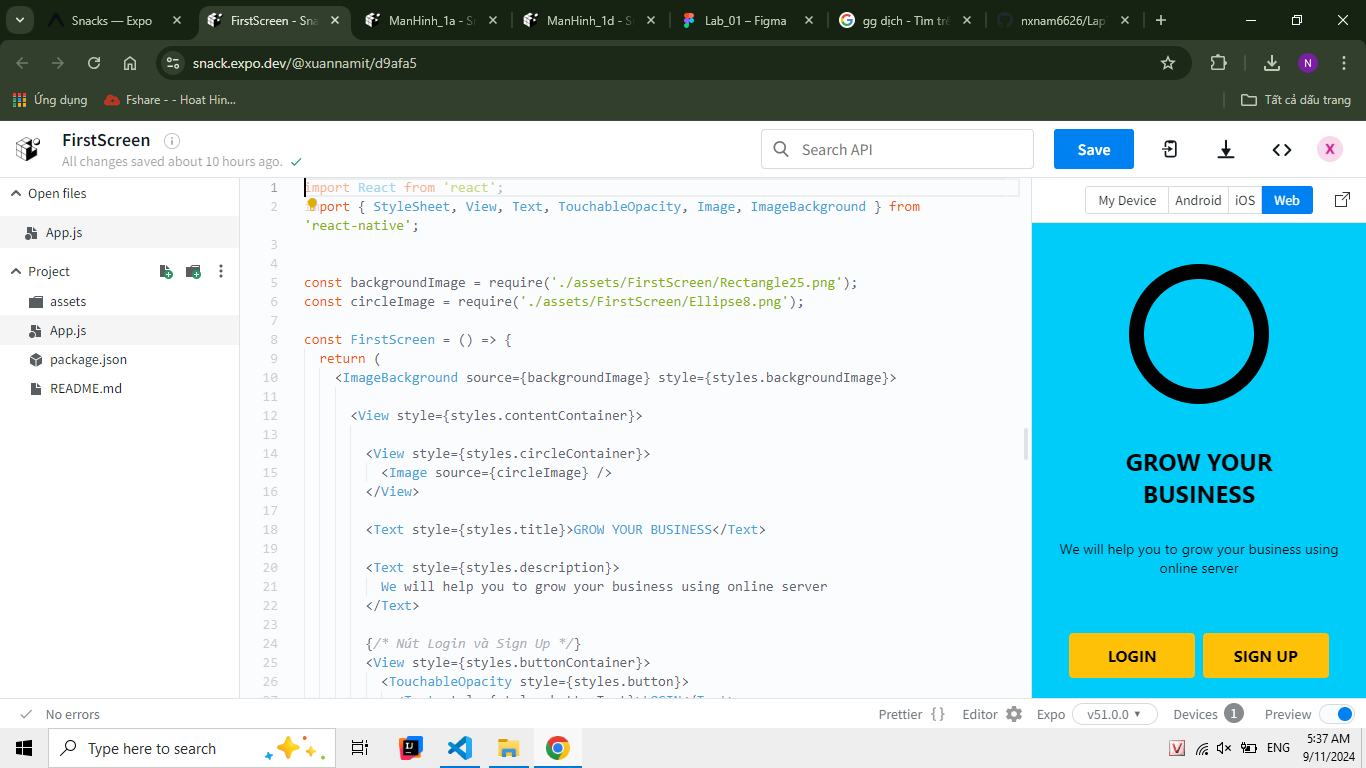 Snacks — Expo
FirstScreen - Sna
ManHinh_1a - S
ManHinh_1d - S
Lab_01 – Figma
gg dịch - Tìm trê
nxnam6626/Lap
snack.expo.dev/@xuannamit/d9afa5
N
Ứng dụng
Fshare - - Hoat Hin...
Tất cả dấu trang
FirstScreen
All changes saved about 10 hours ago.
Search API
Save
X
Open files
App.js
Project
assets
App.js
package.json
README.md
1 import React from 'react';
2 import { StyleSheet, View, Text, TouchableOpacity, Image, ImageBackground } from
'react-native';
3
4
5 const backgroundImage = require('./assets/FirstScreen/Rectangle25.png');
6 const circleImage = require('./assets/FirstScreen/Ellipse8.png');
7
8 const FirstScreen = () => {
9 return (
10 <ImageBackground source={backgroundImage} style={styles.backgroundImage}>
11
12 <View style={styles.contentContainer}>
13
14 <View style={styles.circleContainer}>
15 <Image source={circleImage} />
16 </View>
17
18 <Text style={styles.title}>GROW YOUR BUSINESS</Text>
19
20 <Text style={styles.description}>
21 We will help you to grow your business using online server
22 </Text>
23
24 {/* Nút Login và Sign Up */}
25 <View style={styles.buttonContainer}>
26 <TouchableOpacity style={styles.button}>
My Device
Android
iOS
Web
GROW YOUR
BUSINESS
We will help you to grow your business using
online server
LOGIN
SIGN UP
No errors
Prettier {}
Editor
Expo
v51.0.0
Devices 1
Preview
Type here to search
ENG
5:37 AM
9/11/2024